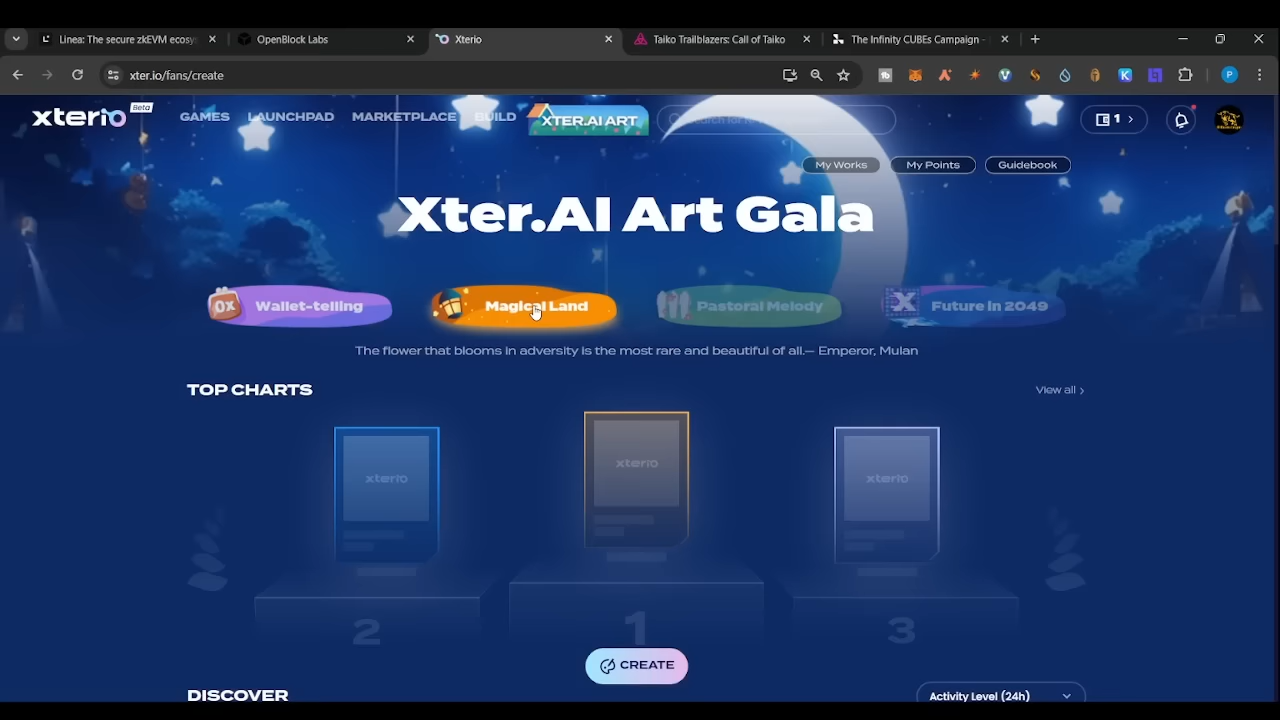 Linea: The secure zkEVM ecosys
OpenBlock Labs
Xterio
Taiko Trailblazers: Call of Taiko
The Infinity CUBEs Campaign -
xter.io/fans/create
P
xterio
Beta
GAMES
LAUNCHPAD
MARKETPLACE
BUILD
XTER.AI ART
1
My Works
My Points
Guidebook
Xter.AI Art Gala
0X
Wallet-telling
Magical Land
Pastoral Melody
X
Future in 2049
The flower that blooms in adversity is the most rare and beautiful of all.— Emperor, Mulan
TOP CHARTS
View all
xterio
xterio
xterio
2
1
3
CREATE
DISCOVER
Activity Level (24h)